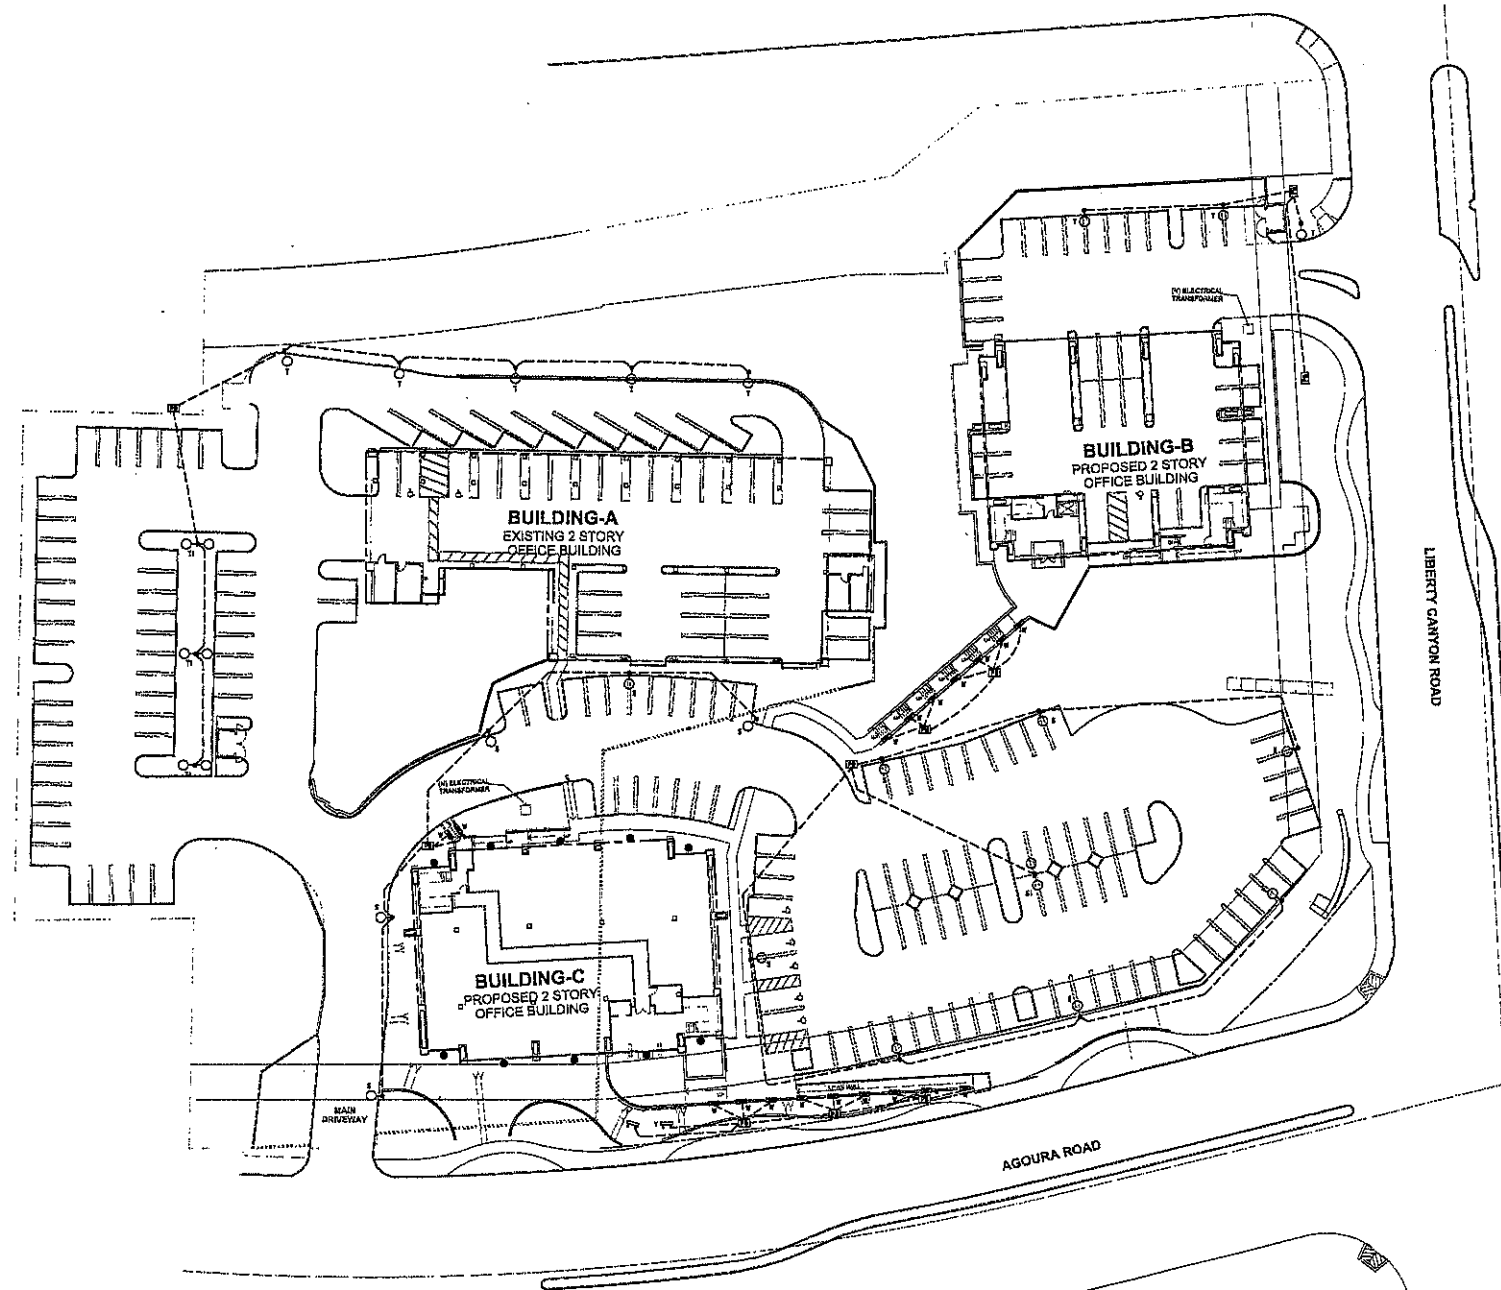 (N) ELECTRICAL
TRANSFORMER
BUILDING-B
PROPOSED 2 STORY
OFFICE BUILDING
BUILDING-A
EXISTING 2 STORY
OFFICE BUILDING
LIBERTY CANYON ROAD
(N) ELECTRICAL
TRANSFORMER
BUILDING-C
PROPOSED 2 STORY
OFFICE BUILDING
MAIN
DRIVEWAY
AGOURA ROAD